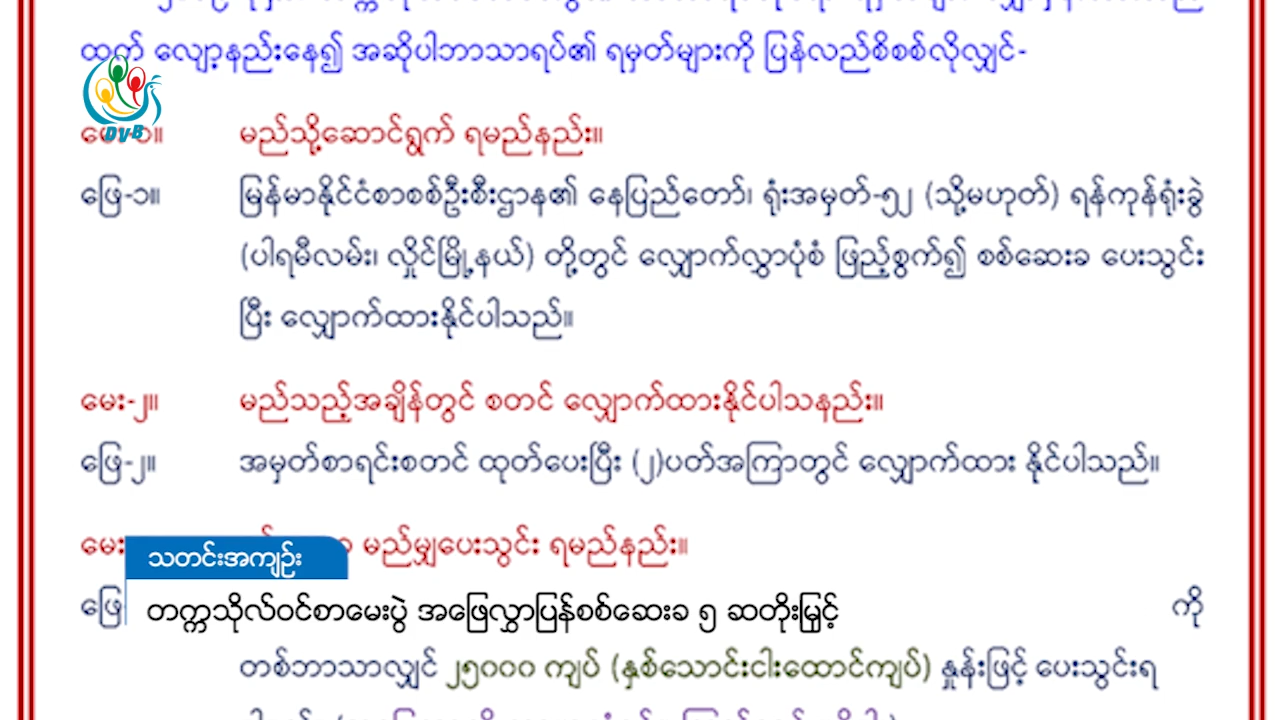 ထက် လျော့နည်းနေ၍ အဆိုပါဘာသာရပ်၏ ရမှတ်များကို ပြန်လည်စိစစ်လိုလျှင်-
DVB
မည်သို့ဆောင်ရွက် ရမည်နည်း။
ဖြေ-၁။ မြန်မာနိုင်ငံစာစစ်ဦးစီးဌာန၏ နေပြည်တော်၊ ရုံးအမှတ်-၅၂ (သို့မဟုတ်) ရန်ကုန်ရုံးခွဲ
(ပါရမီလမ်း၊ လှိုင်မြို့နယ်) တို့တွင် လျှောက်လွှာပုံစံ ဖြည့်စွက်၍ စစ်ဆေးခ ပေးသွင်း
ပြီး လျှောက်ထားနိုင်ပါသည်။
မေး-၂။ မည်သည့်အချိန်တွင် စတင် လျှောက်ထားနိုင်ပါသနည်း။
ဖြေ-၂။ အမှတ်စာရင်းစတင် ထုတ်ပေးပြီး (၂)ပတ်အကြာတွင် လျှောက်ထား နိုင်ပါသည်။
မေး မည်မျှပေးသွင်း ရမည်နည်း။
သတင်းအကျဉ်း
ဖြေ ကို
တက္ကသိုလ်ဝင်စာမေးပွဲ အဖြေလွှာပြန်စစ်ဆေးခ ၅ ဆတိုးမြှင့်
တစ်ဘာသာလျှင် ၂၅၀၀၀ ကျပ် (နှစ်သောင်းငါးထောင်ကျပ်) နှုန်းဖြင့် ပေးသွင်းရ